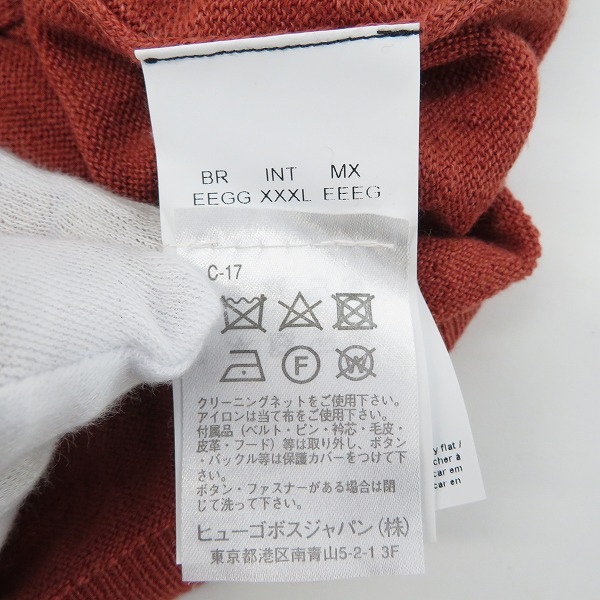 BR INT MX
EEGG XXXL EEEG
C-17
F W
クリーニングネットをご使用下さい。
アイロンは当て布をご使用下さい。
付属品(ベルト・ピン・衿芯・毛皮・
皮革・フード)等は取り外し、ボタン
・バックル等は保護カバーをつけて下
さい。
ボタン・ファスナーがある場合は閉
じて洗って下さい。
ヒューゴボスジャパン(株)
東京都港区南青山5-2-1 3F
y flat /
cher à
car em
car en